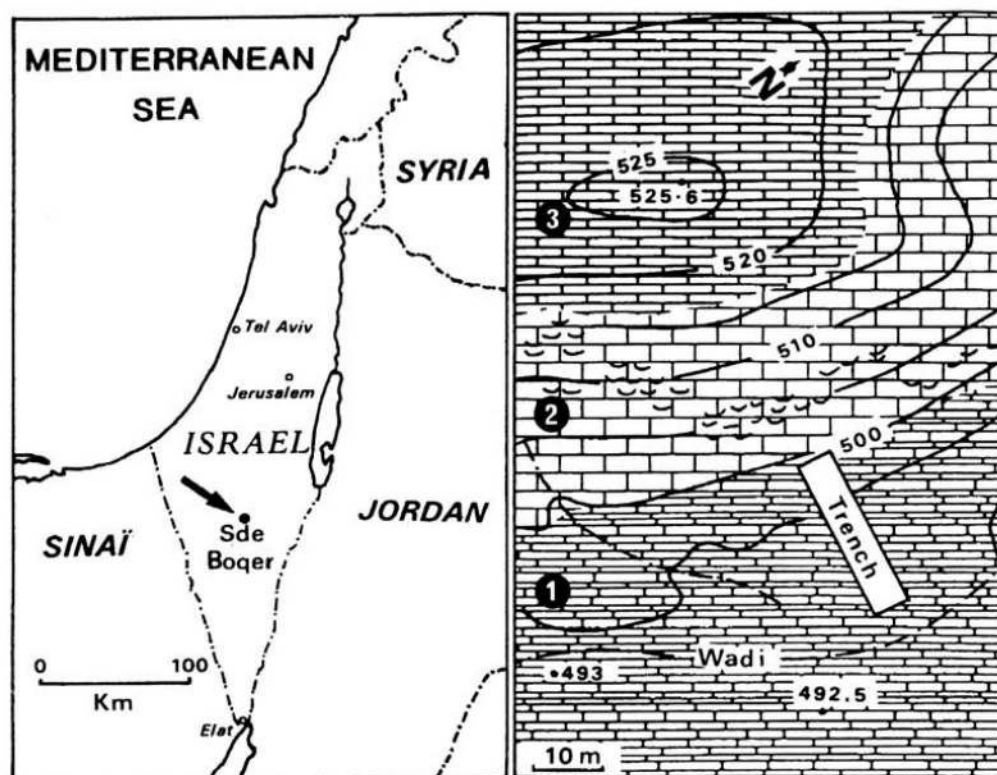 MEDITERRANEAN
SEA
SYRIA
Tel Aviv
Jerusalem
ISRAEL
JORDAN
SINAÏ
Sde
Boqer
0 100
Km
Elat
N
525
525·6
3
520
510
2
500
Trench
1
Wadi
493
492.5
10 m